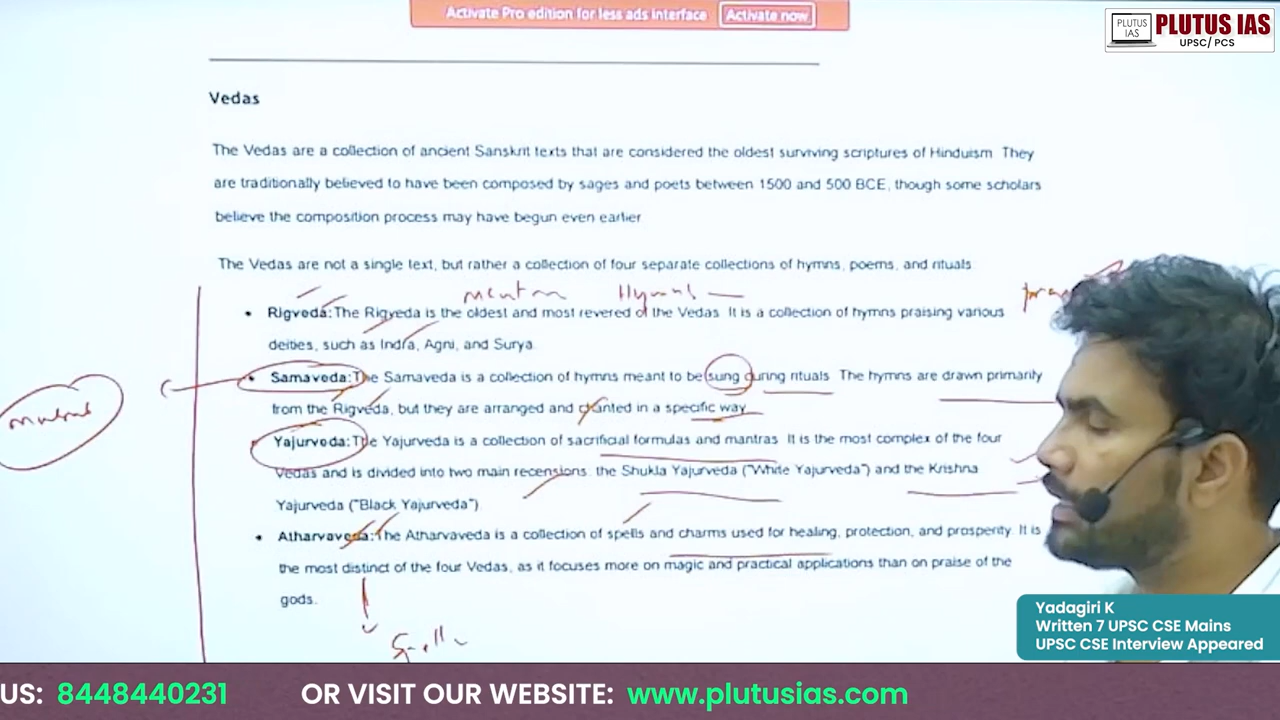 Activate Pro edition for less ads interface Activate now
PLUTUS IAS
PLUTUS IAS
UPSC/ PCS
Vedas
The Vedas are a collection of ancient Sanskrit texts that are considered the oldest surviving scriptures of Hinduism They
are traditionally believed to have been composed by sages and poets between 1500 and 500 BCE, though some scholars
believe the composition process may have begun even earlier
The Vedas are not a single text, but rather a collection of four separate collections of hymns, poems, and rituals
Hymns
• Rigveda: The Rigveda is the oldest and most revered of the Vedas. It is a collection of hymns praising various
deities, such as Indra, Agni, and Surya
• Samaveda: The Samaveda is a collection of hymns meant to be sung during rituals The hymns are drawn primarily
from the Rigveda, but they are arranged and chanted in a specific way
Yajurveda: The Yajurveda is a collection of sacrificial formulas and mantras It is the most complex of the four
Vedas and is divided into two main recensions: the Shukla Yajurveda ("White Yajurveda") and the Krishna
Yajurveda ("Black Yajurveda")
• Atharvaveda: The Atharvaveda is a collection of spells and charms used for healing, protection, and prosperity. It is
the most distinct of the four Vedas, as it focuses more on magic and practical applications than on praise of the
gods.
Yadagiri K
Written 7 UPSC CSE Mains
UPSC CSE Interview Appeared
US: 8448440231 OR VISIT OUR WEBSITE: www.plutusias.com